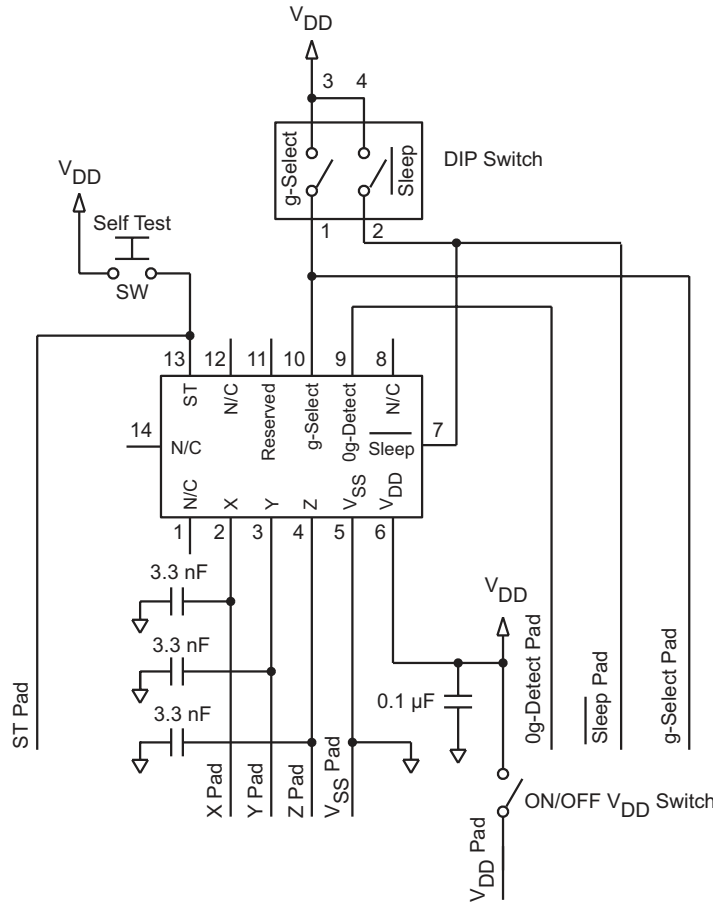 VDD
3 4
g-Select
Sleep
DIP Switch
1 2
VDD
Self Test
SW
13 12 11 10 9 8
ST
N/C
Reserved
g-Select
0g-Detect
N/C
14
N/C
Sleep
7
N/C
X
Y
Z
VSS
VDD
1 2 3 4 5 6
3.3 nF
3.3 nF
3.3 nF
VDD
0.1 µF
ST Pad
X Pad
Y Pad
Z Pad
VSS Pad
0g-Detect Pad
Sleep Pad
g-Select Pad
ON/OFF VDD Switch
VDD Pad